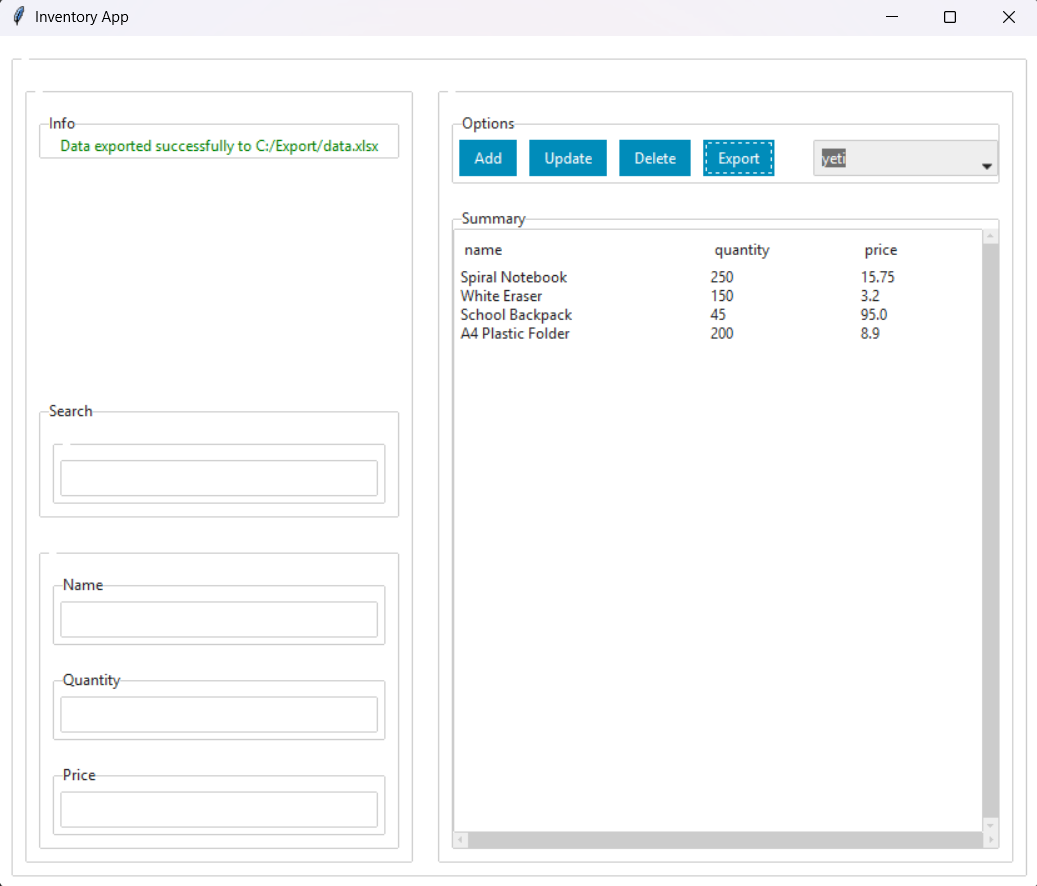 Inventory App
Info
Data exported successfully to C:/Export/data.xlsx
Search
Name
Quantity
Price
Options
Add Update Delete Export yeti
Summary
name quantity price
Spiral Notebook 250 15.75
White Eraser 150 3.2
School Backpack 45 95.0
A4 Plastic Folder 200 8.9